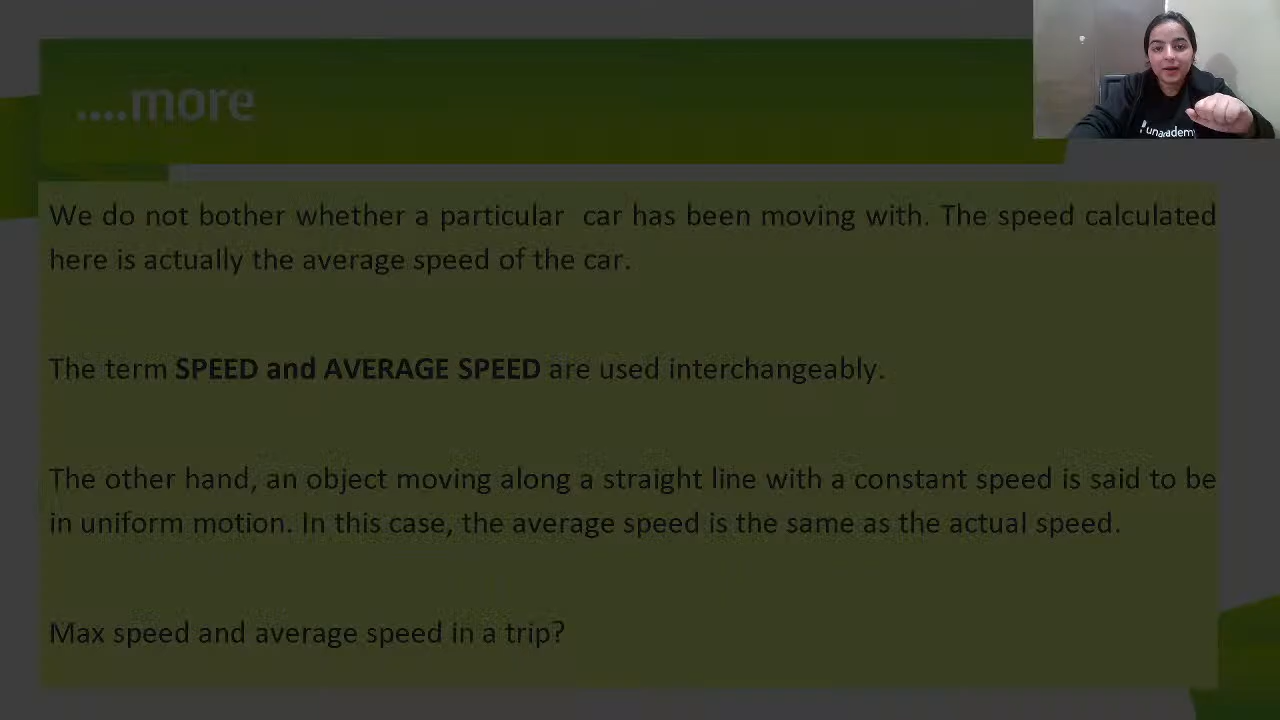 ....more
We do not bother whether a particular car has been moving with. The speed calculated
here is actually the average speed of the car.
The term SPEED and AVERAGE SPEED are used interchangeably.
The other hand, an object moving along a straight line with a constant speed is said to be
in uniform motion. In this case, the average speed is the same as the actual speed.
Max speed and average speed in a trip?